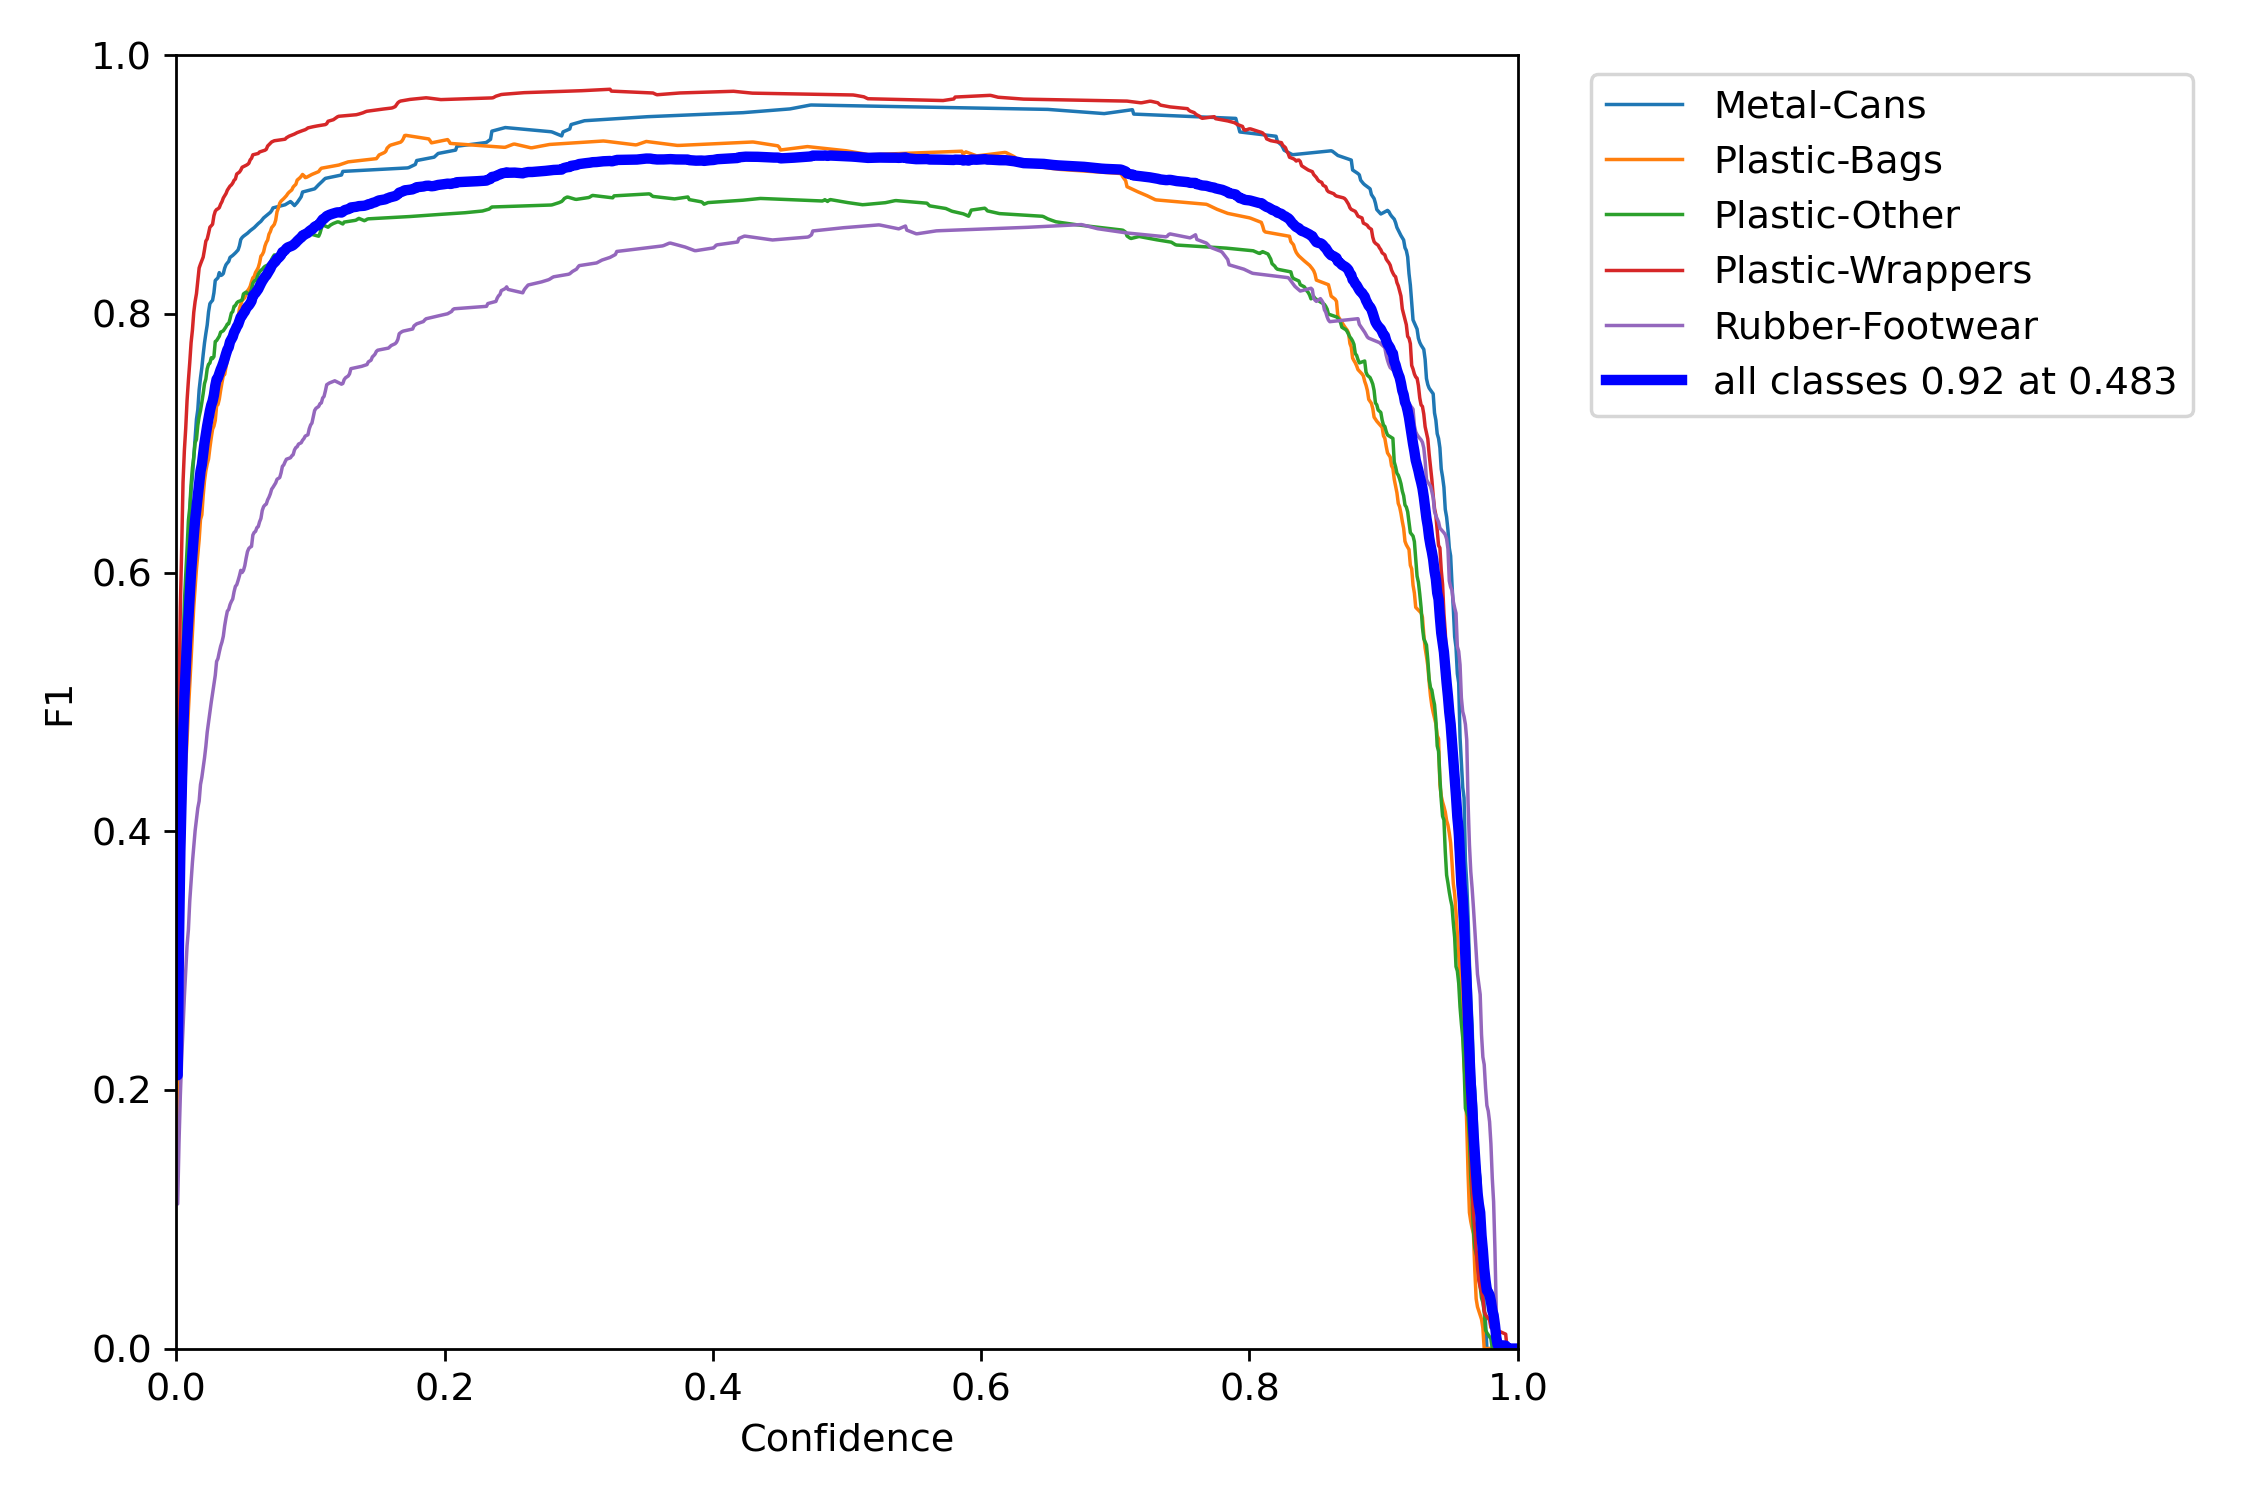 1.0
0.8
0.6
0.4
0.2
0.0
F1
0.0 0.2 0.4 0.6 0.8 1.0
Confidence
Metal-Cans
Plastic-Bags
Plastic-Other
Plastic-Wrappers
Rubber-Footwear
all classes 0.92 at 0.483